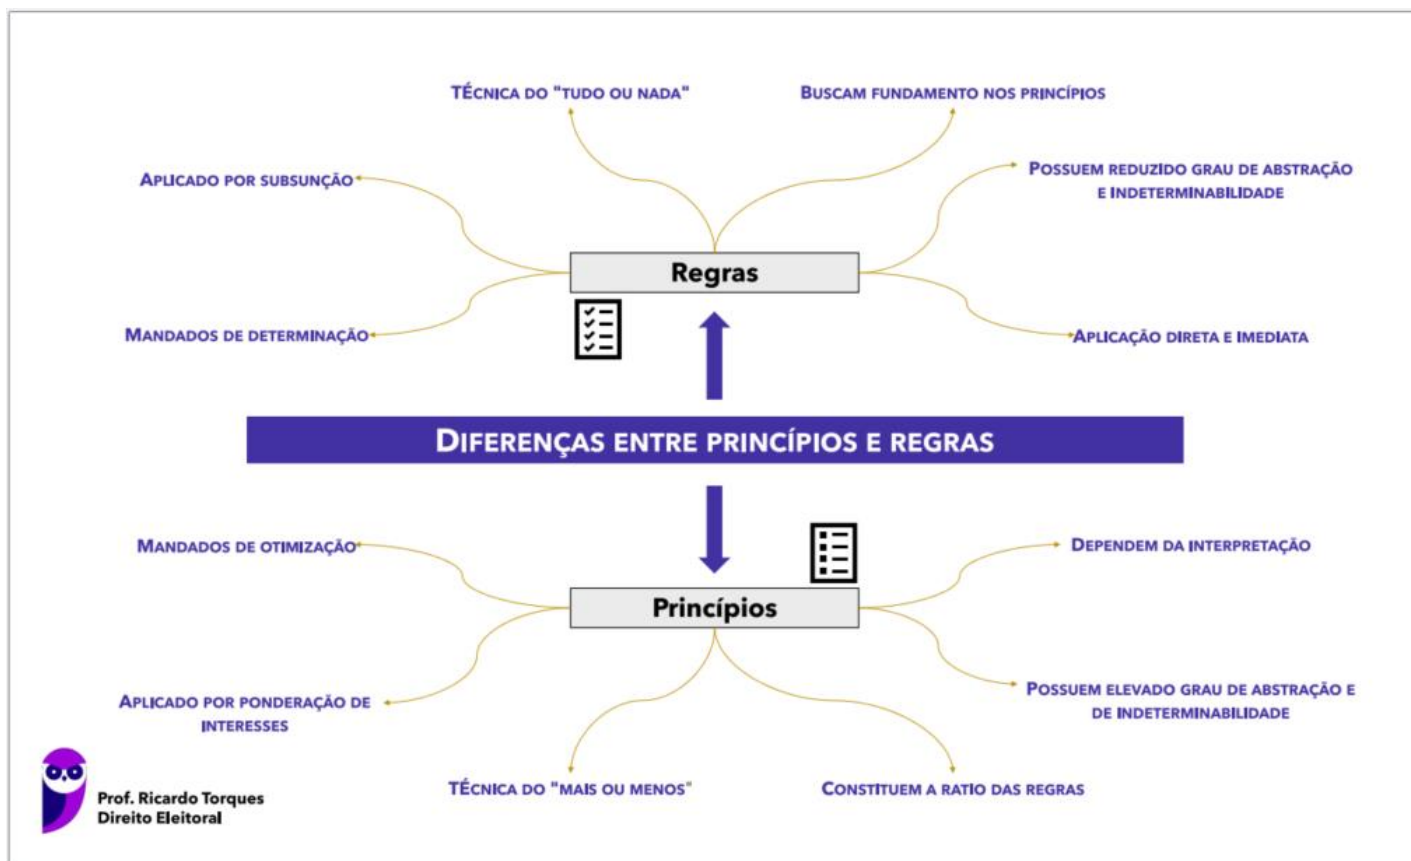 TÉCNICA DO "TUDO OU NADA"
BUSCAM FUNDAMENTO NOS PRINCÍPIOS
APLICADO POR SUBSUNÇÃO
POSSUEM REDUZIDO GRAU DE ABSTRAÇÃO
E INDETERMINABILIDADE
Regras
MANDADOS DE DETERMINAÇÃO
APLICAÇÃO DIRETA E IMEDIATA
DIFERENÇAS ENTRE PRINCÍPIOS E REGRAS
MANDADOS DE OTIMIZAÇÃO
DEPENDEM DA INTERPRETAÇÃO
Princípios
APLICADO POR PONDERAÇÃO DE
INTERESSES
POSSUEM ELEVADO GRAU DE ABSTRAÇÃO E
DE INDETERMINABILIDADE
TÉCNICA DO "MAIS OU MENOS"
CONSTITUEM A RATIO DAS REGRAS
Prof. Ricardo Torques
Direito Eleitoral